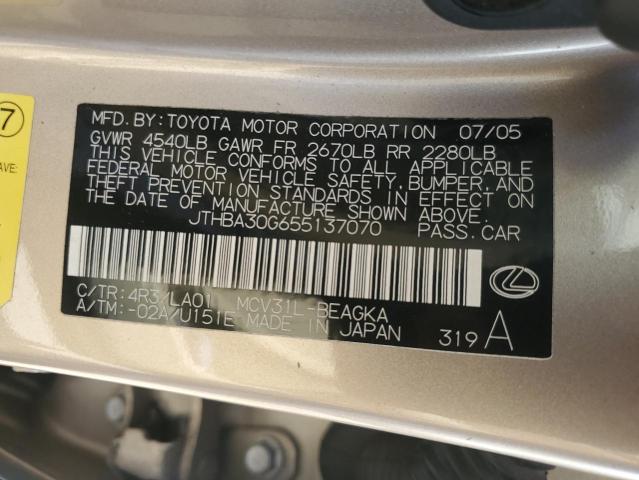 7
AVE:
MFD. BY: TOYOTA MOTOR CORPORATION 07/05
GVWR 4540LB GAWR FR 2670LB RR 2280LB
THIS VEHICLE CONFORMS TO ALL APPLICABLE
FEDERAL MOTOR VEHICLE SAFETY, BUMPER, AND
THEFT PREVENTION STANDARDS IN EFFECT ON
THE DATE OF MANUFACTURE SHOWN ABOVE.
JTHBA30G655137070 PASS. CAR
C/TR: 4R3/LA01 MCV31L-BEAGKA
A/TM: -02A/U151E MADE IN JAPAN 319 A